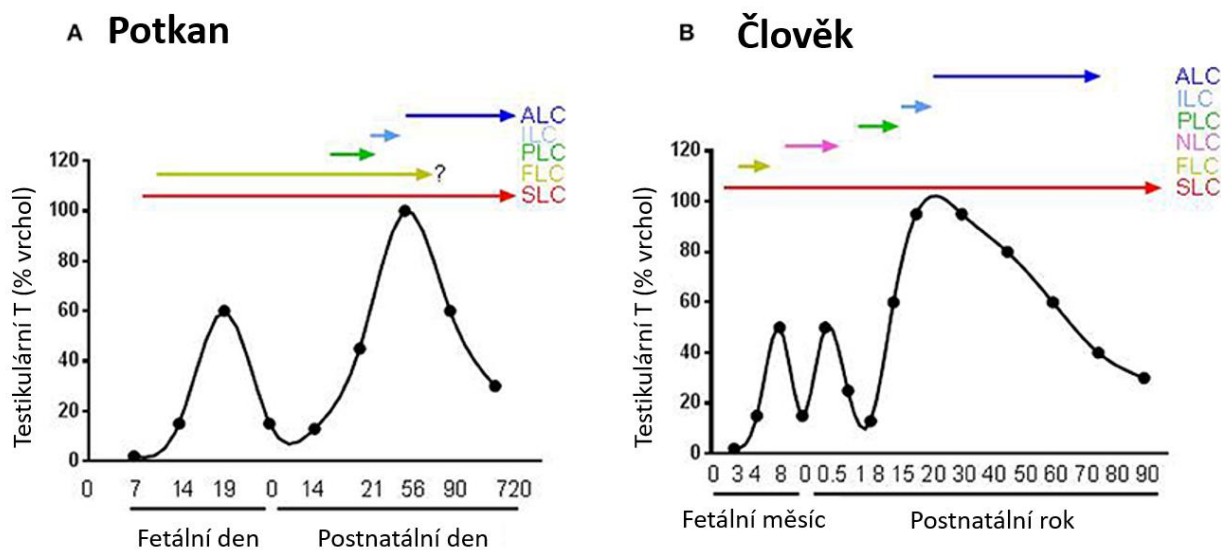 A Potkan
ALC
ILC
PLC
FLC
?
SLC
120
100
80
60
40
20
0
Testikulární T (% vrchol)
0 7 14 19 0 14 21 56 90 720
Fetální den
Postnatální den
B Člověk
ALC
ILC
PLC
NLC
FLC
SLC
120
100
80
60
40
20
0
Testikulární T (% vrchol)
0 3 4 8 0 0.5 1 8 15 20 30 40 60 70 80 90
Fetální měsíc
Postnatální rok